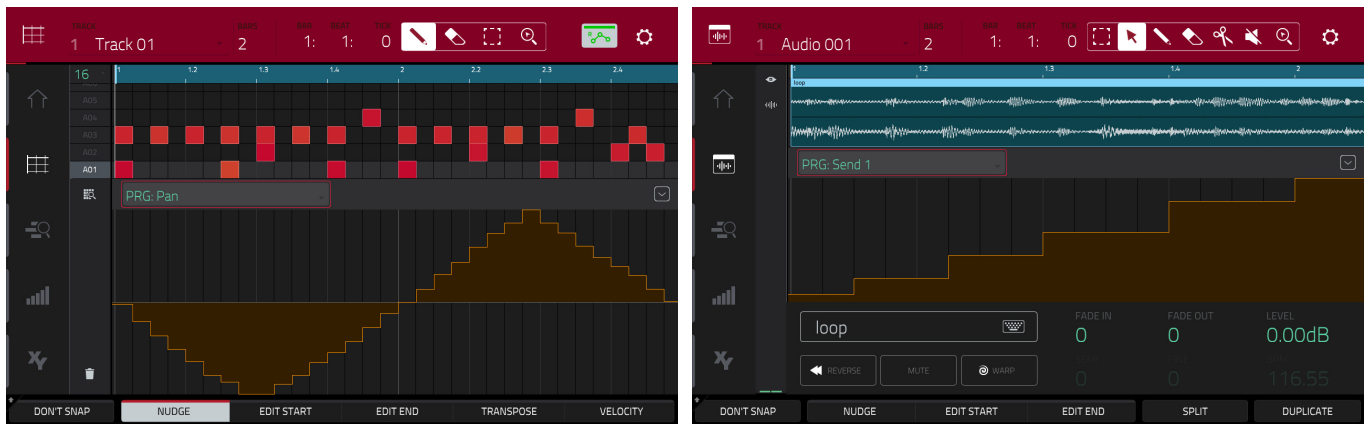 TRACK BARS BAR BEAT TICK
1 Track 01 2 1: 1: 0
16 1 1.2 1.3 1.4 2 2.2 2.3 2.4
A05
A04
A03
A02
A01
PRG: Pan
XY
DON'T SNAP NUDGE EDIT START EDIT END TRANSPOSE VELOCITY
TRACK BARS BAR BEAT TICK
1 Audio 001 2 1: 1: 0
1 1.2 1.3 1.4 2
loop
PRG: Send 1
loop
FADE IN FADE OUT LEVEL
0 0 0.00dB
REVERSE MUTE WARP
0 0 116.55
XY
DON'T SNAP NUDGE EDIT START EDIT END SPLIT DUPLICATE